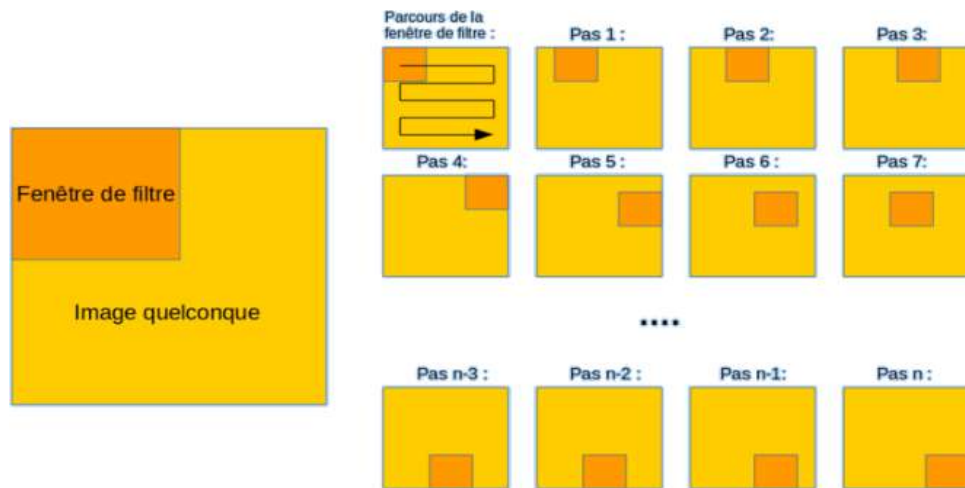 Fenêtre de filtre
Image quelconque
Parcours de la
fenêtre de filtre :
Pas 1 :
Pas 2:
Pas 3:
Pas 4:
Pas 5 :
Pas 6 :
Pas 7:
....
Pas n-3 :
Pas n-2 :
Pas n-1:
Pas n :